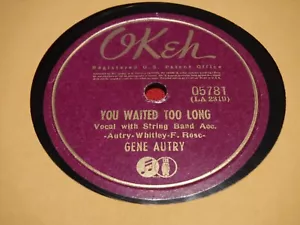 OKeh
Registered U.S. Patent Office
05781
(LA 2319)
YOU WAITED TOO LONG
Vocal with String Band Acc.
-Autry-Whitley-F. Rose-
GENE AUTRY